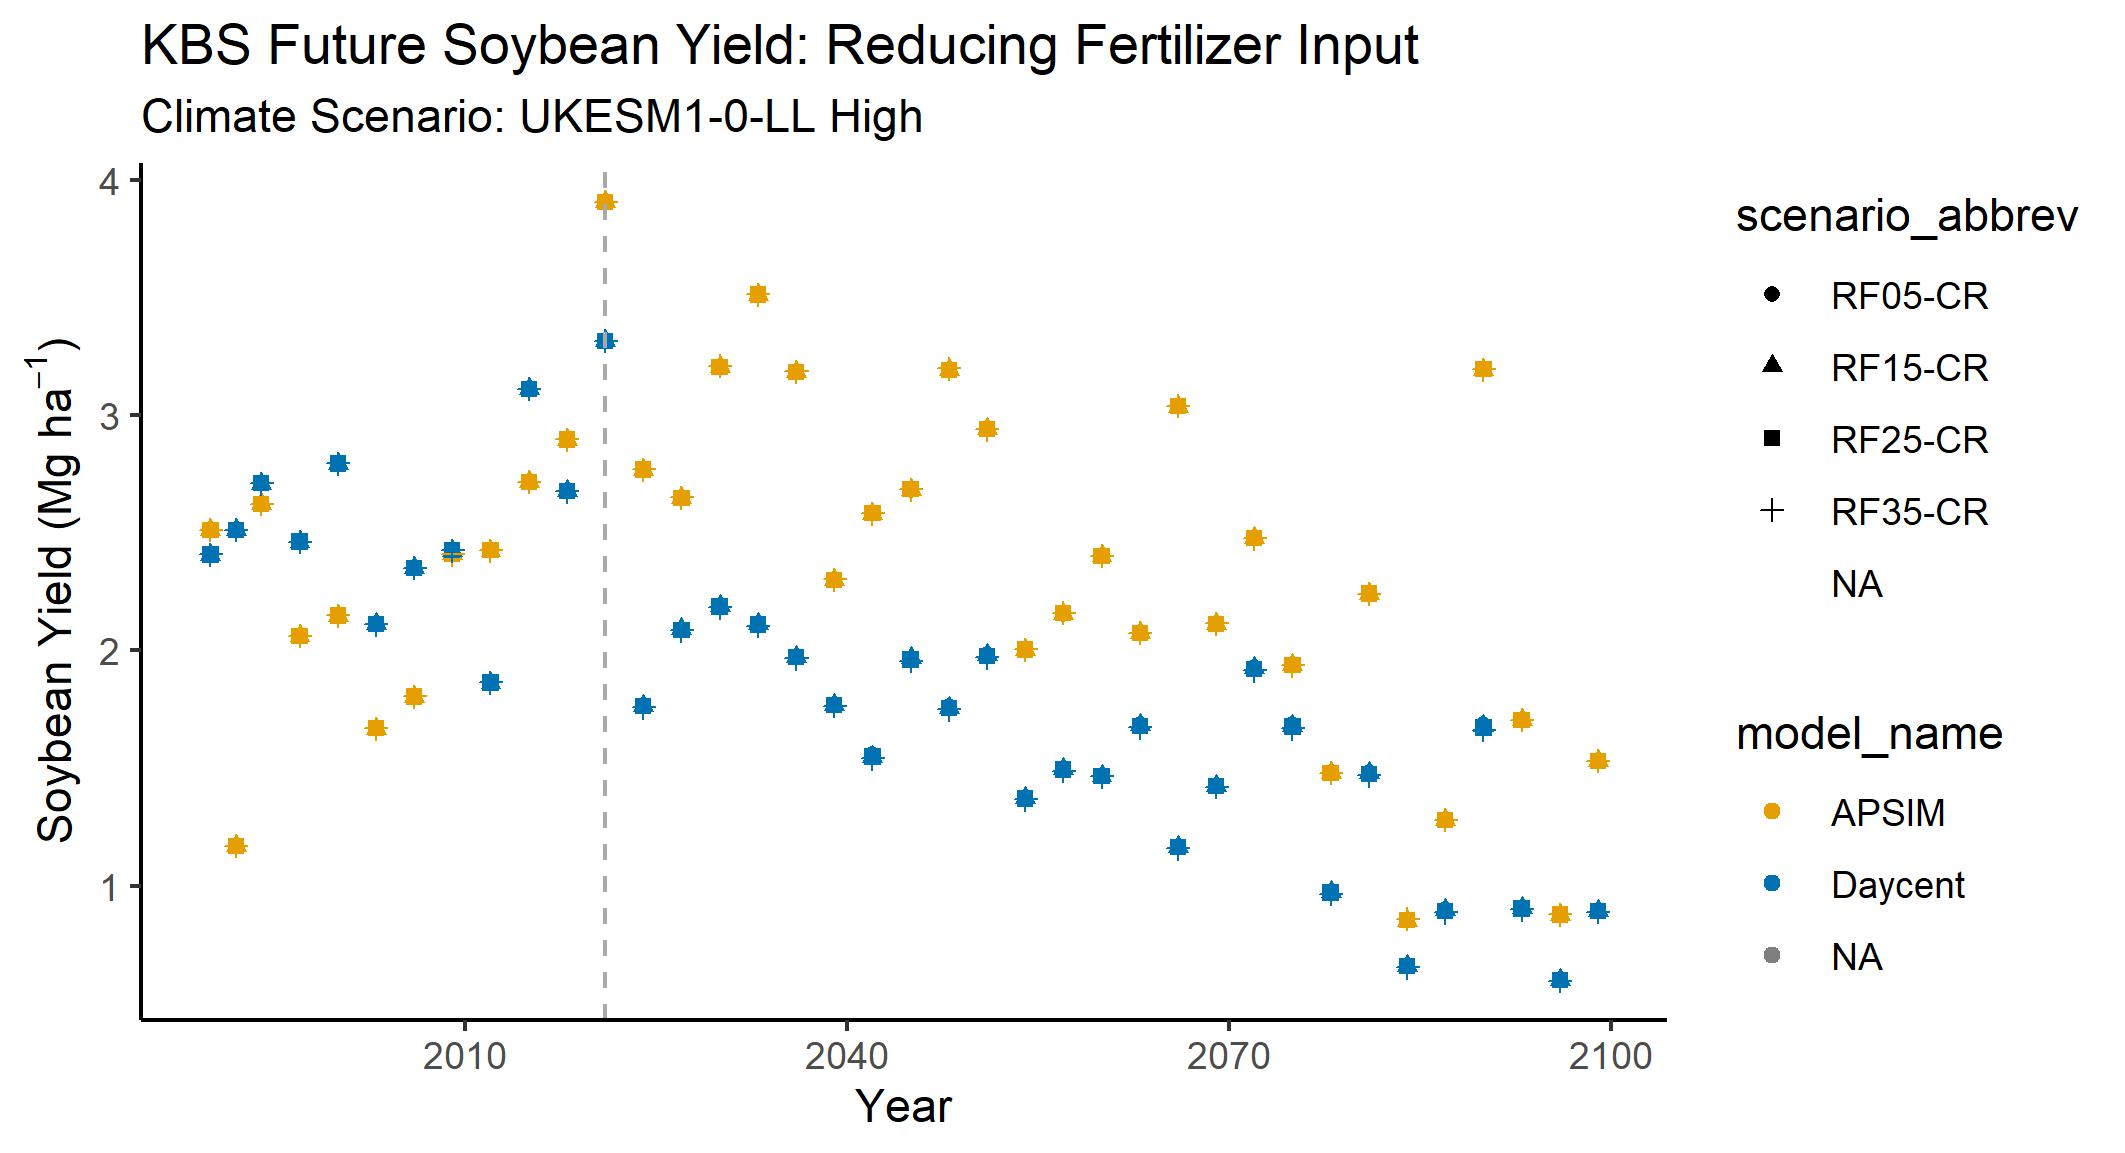 KBS Future Soybean Yield: Reducing Fertilizer Input
Climate Scenario: UKESM1-0-LL High
Soybean Yield (Mg ha⁻¹)
4
3
2
1
2010
2040
2070
2100
Year
scenario_abbrev
RF05-CR
RF15-CR
RF25-CR
RF35-CR
NA
model_name
APSIM
Daycent
NA